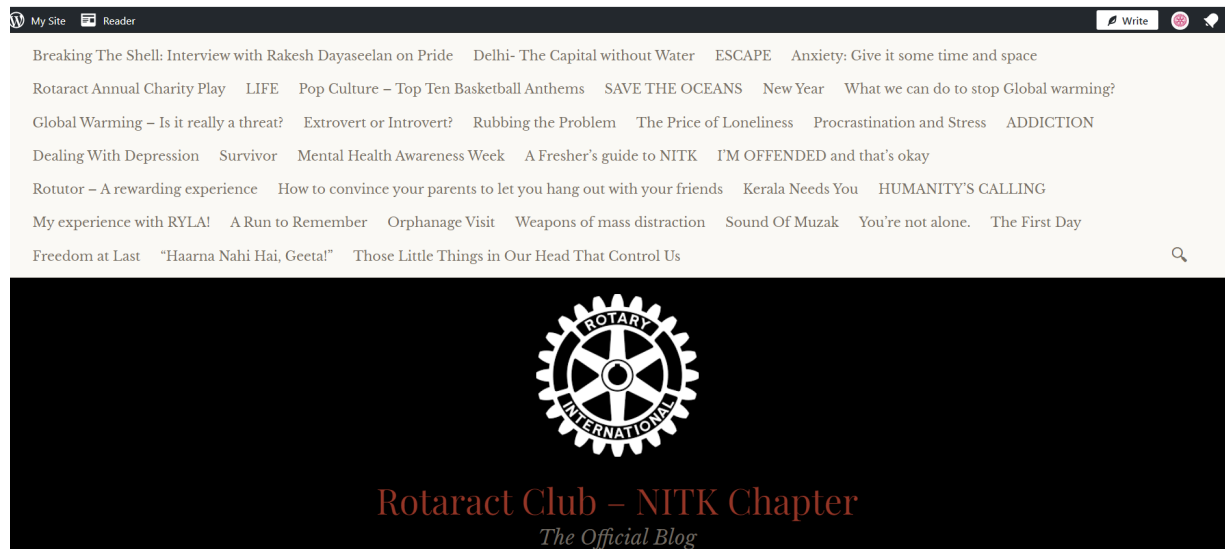 My Site Reader Write
Breaking The Shell: Interview with Rakesh Dayaseelan on Pride Delhi- The Capital without Water ESCAPE Anxiety: Give it some time and space
Rotaract Annual Charity Play LIFE Pop Culture – Top Ten Basketball Anthems SAVE THE OCEANS New Year What we can do to stop Global warming?
Global Warming – Is it really a threat? Extrovert or Introvert? Rubbing the Problem The Price of Loneliness Procrastination and Stress ADDICTION
Dealing With Depression Survivor Mental Health Awareness Week A Fresher’s guide to NITK I’M OFFENDED and that’s okay
Rotutor – A rewarding experience How to convince your parents to let you hang out with your friends Kerala Needs You HUMANITY’S CALLING
My experience with RYLA! A Run to Remember Orphanage Visit Weapons of mass distraction Sound Of Muzak You’re not alone. The First Day
Freedom at Last “Haarna Nahi Hai, Geeta!” Those Little Things in Our Head That Control Us
ROTARY
INTERNATIONAL
Rotaract Club – NITK Chapter
The Official Blog